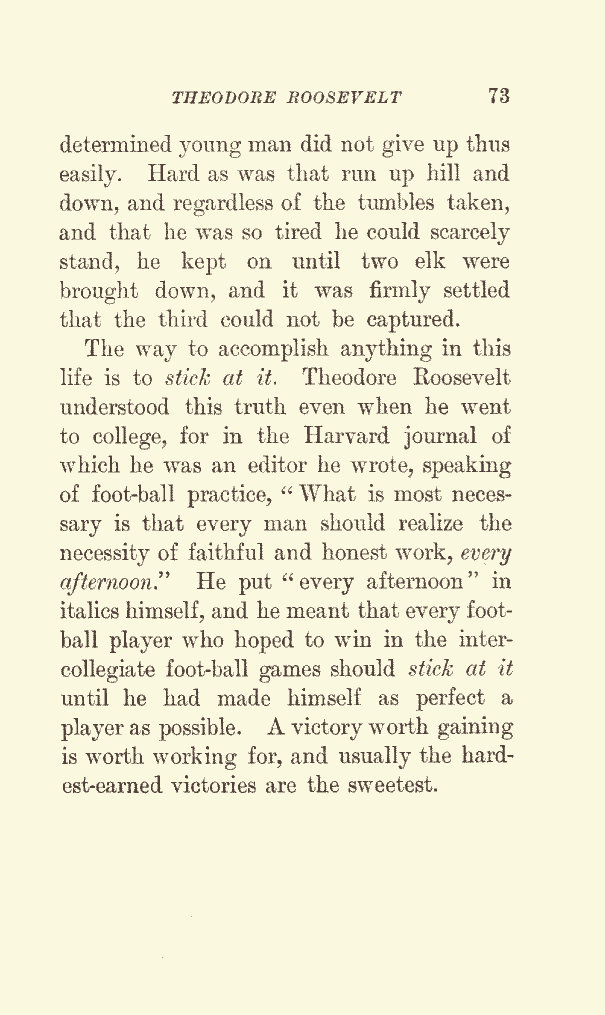 THEODORE ROOSEVELT 73
determined young man did not give up thus
easily. Hard as was that run up hill and
down, and regardless of the tumbles taken,
and that he was so tired he could scarcely
stand, he kept on until two elk were
brought down, and it was firmly settled
that the third could not be captured.
The way to accomplish anything in this
life is to stick at it. Theodore Roosevelt
understood this truth even when he went
to college, for in the Harvard journal of
which he was an editor he wrote, speaking
of foot-ball practice, “What is most neces-
sary is that every man should realize the
necessity of faithful and honest work, every
afternoon.” He put “every afternoon” in
italics himself, and he meant that every foot-
ball player who hoped to win in the inter-
collegiate foot-ball games should stick at it
until he had made himself as perfect a
player as possible. A victory worth gaining
is worth working for, and usually the hard-
est-earned victories are the sweetest.